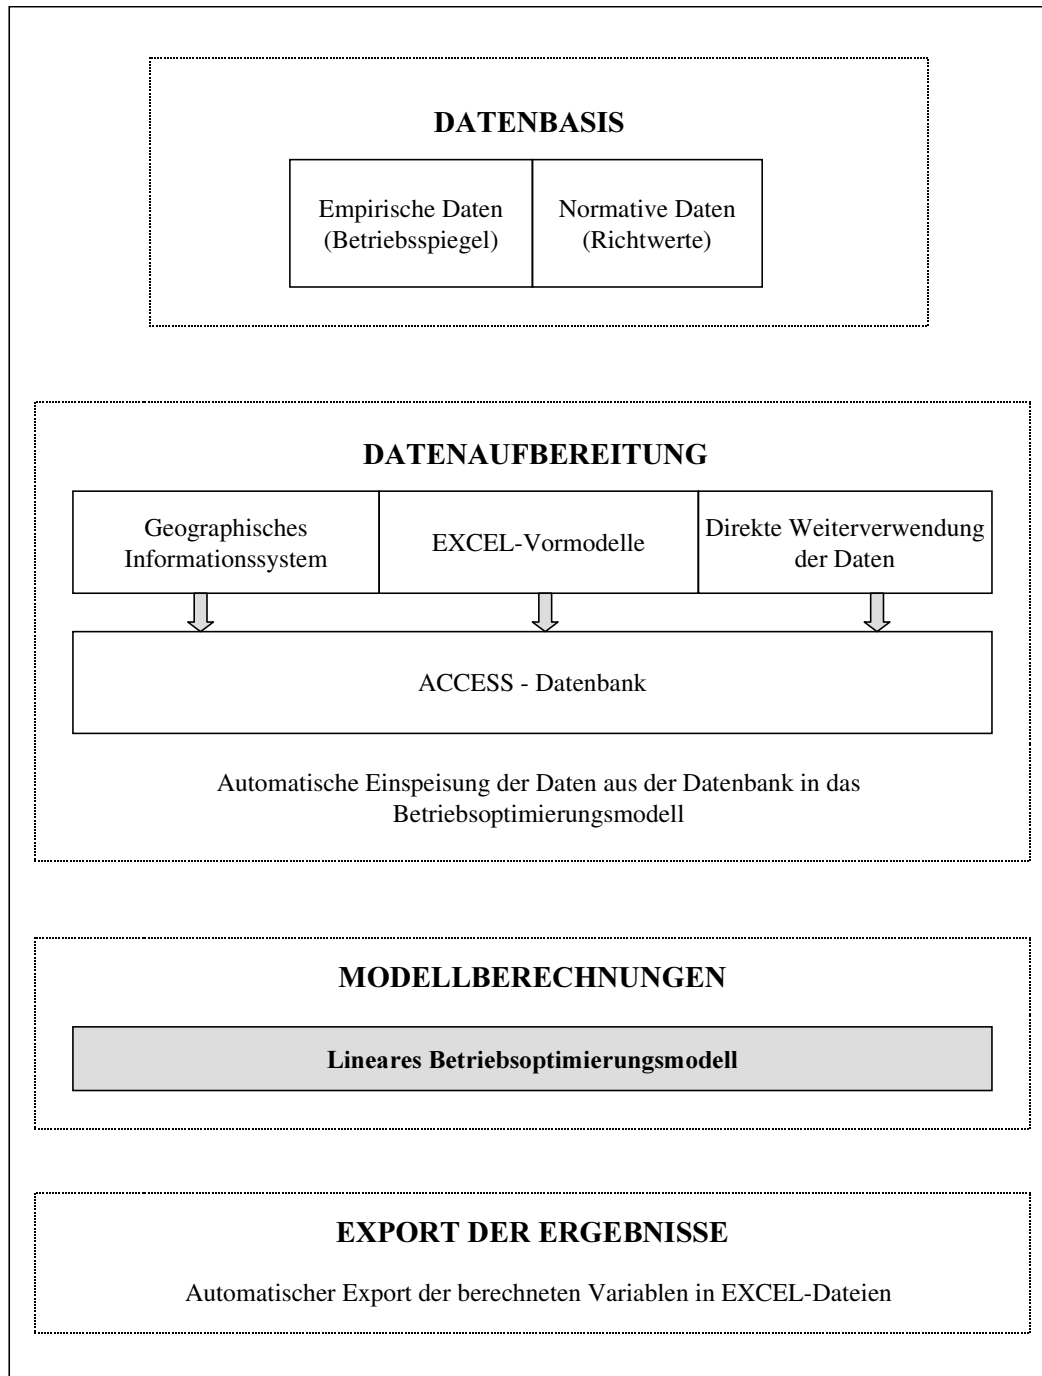 DATENBASIS
Empirische Daten
(Betriebsspiegel)
Normative Daten
(Richtwerte)
DATENAUFBEREITUNG
Geographisches
Informationssystem
EXCEL-Vormodelle
Direkte Weiterverwendung
der Daten
ACCESS - Datenbank
Automatische Einspeisung der Daten aus der Datenbank in das
Betriebsoptimierungsmodell
MODELLBERECHNUNGEN
Lineares Betriebsoptimierungsmodell
EXPORT DER ERGEBNISSE
Automatischer Export der berechneten Variablen in EXCEL-Dateien